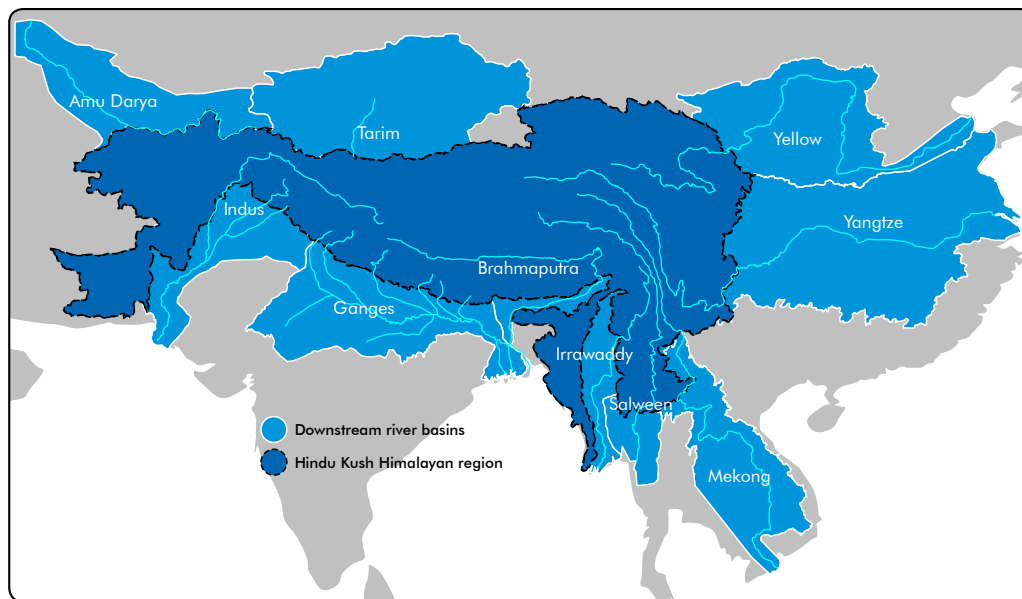 Amu Darya
Tarim
Yellow
Indus
Yangtze
Brahmaputra
Ganges
Irrawaddy
Salween
Downstream river basins
Hindu Kush Himalayan region
Mekong